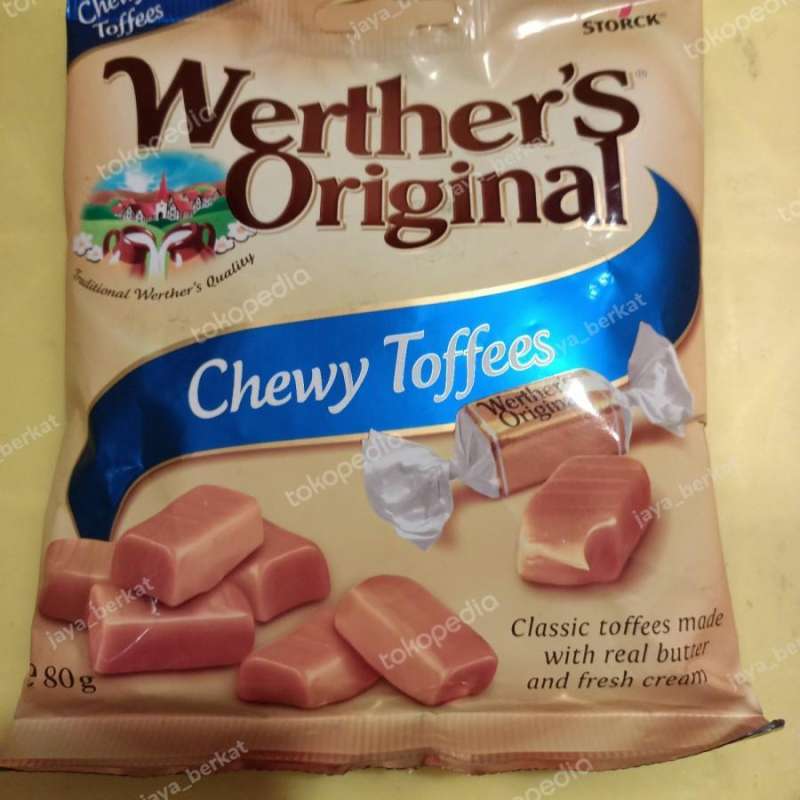 Chewy
Toffees
STORCK
Werther's
Original
Traditional Werther's Quality
Chewy Toffees
Werther's
Original
Classic toffees made
with real butter
and fresh cream
℮ 80 g
tokopedia
jaya_berkat